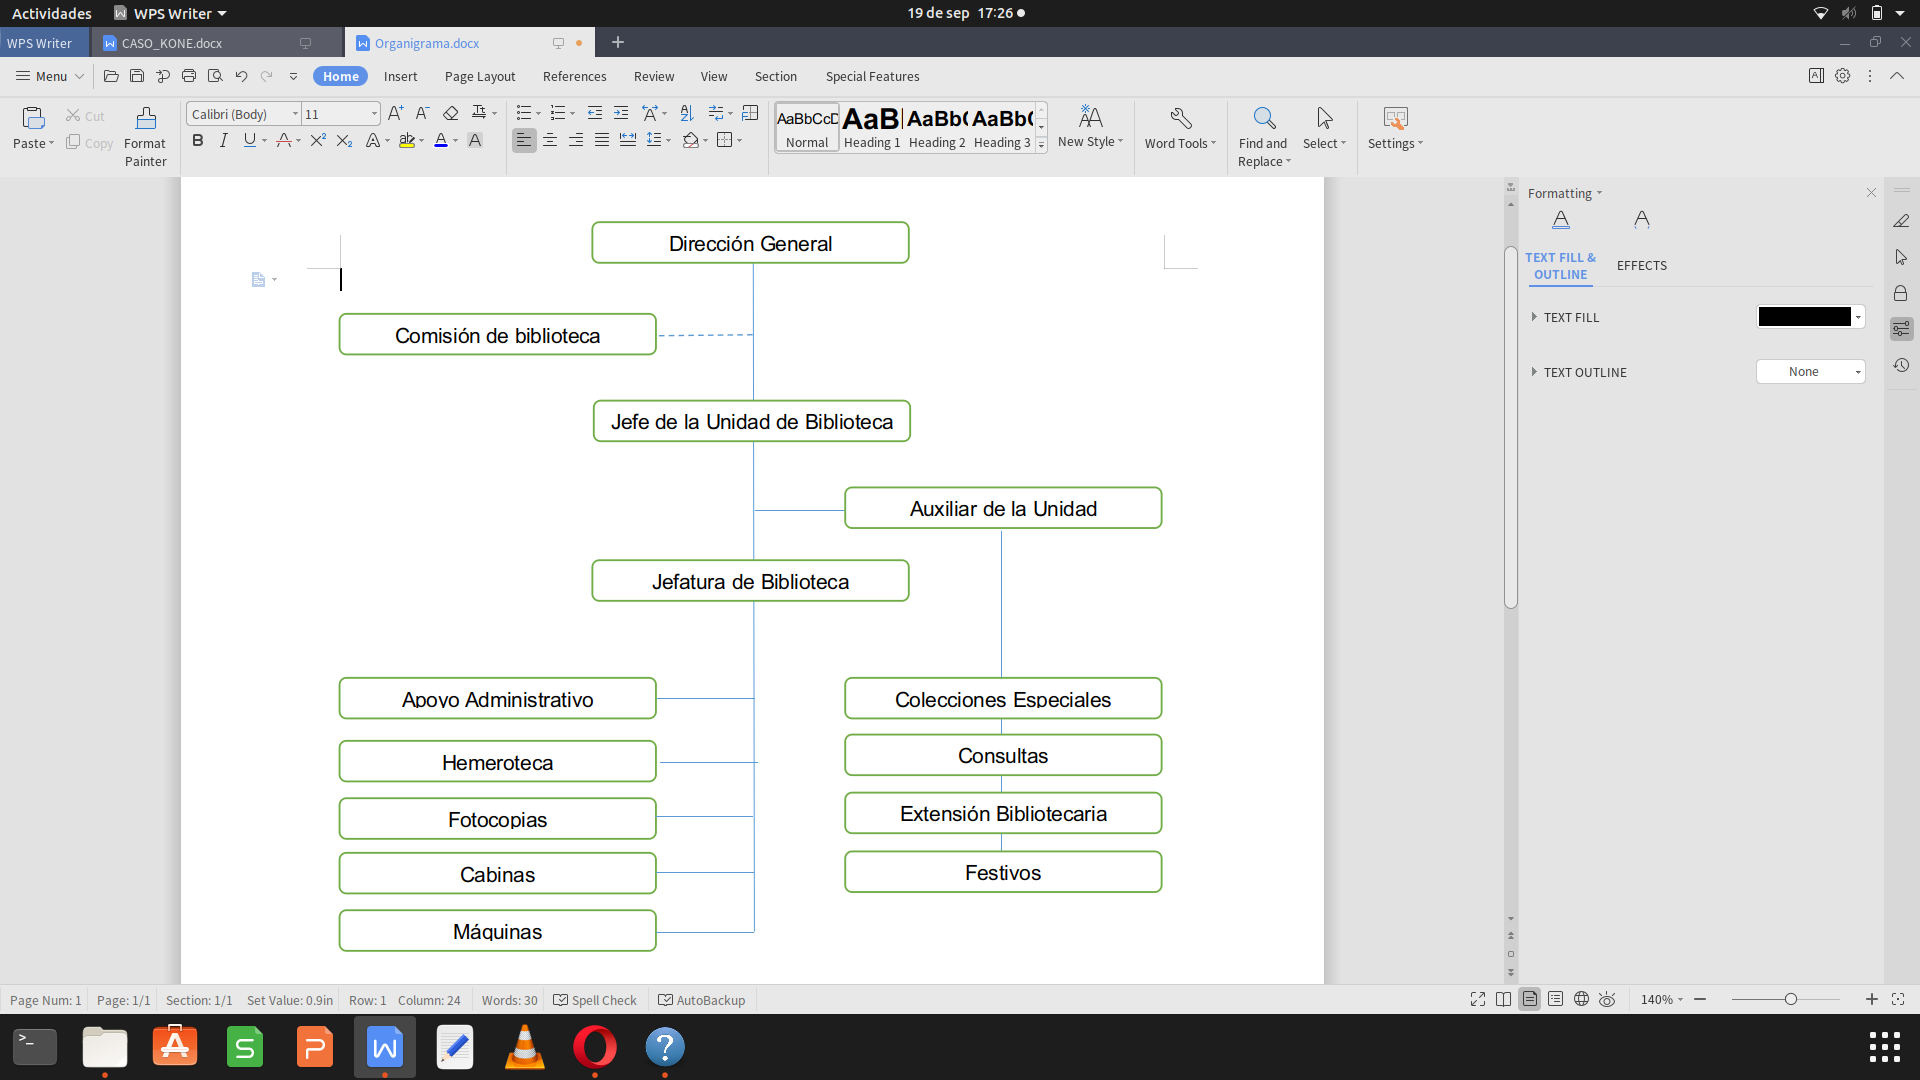 Actividades WPS Writer 19 de sep 17:26
WPS Writer CASO_KONE.docx Organigrama.docx
Menu Home Insert Page Layout References Review View Section Special Features
Paste Cut Copy Format Painter
Calibri (Body) 11
AaBbCcD AaB AaBb( AaBb(
Normal Heading 1 Heading 2 Heading 3
New Style Word Tools Find and Replace Select Settings
Dirección General
Comisión de biblioteca
Jefe de la Unidad de Biblioteca
Auxiliar de la Unidad
Jefatura de Biblioteca
Apoyo Administrativo
Hemeroteca
Fotocopias
Cabinas
Máquinas
Colecciones Especiales
Consultas
Extensión Bibliotecaria
Festivos
Formatting
TEXT FILL & OUTLINE EFFECTS
TEXT FILL
TEXT OUTLINE None
Page Num: 1 Page: 1/1 Section: 1/1 Set Value: 0.9in Row: 1 Column: 24 Words: 30 Spell Check AutoBackup 140%